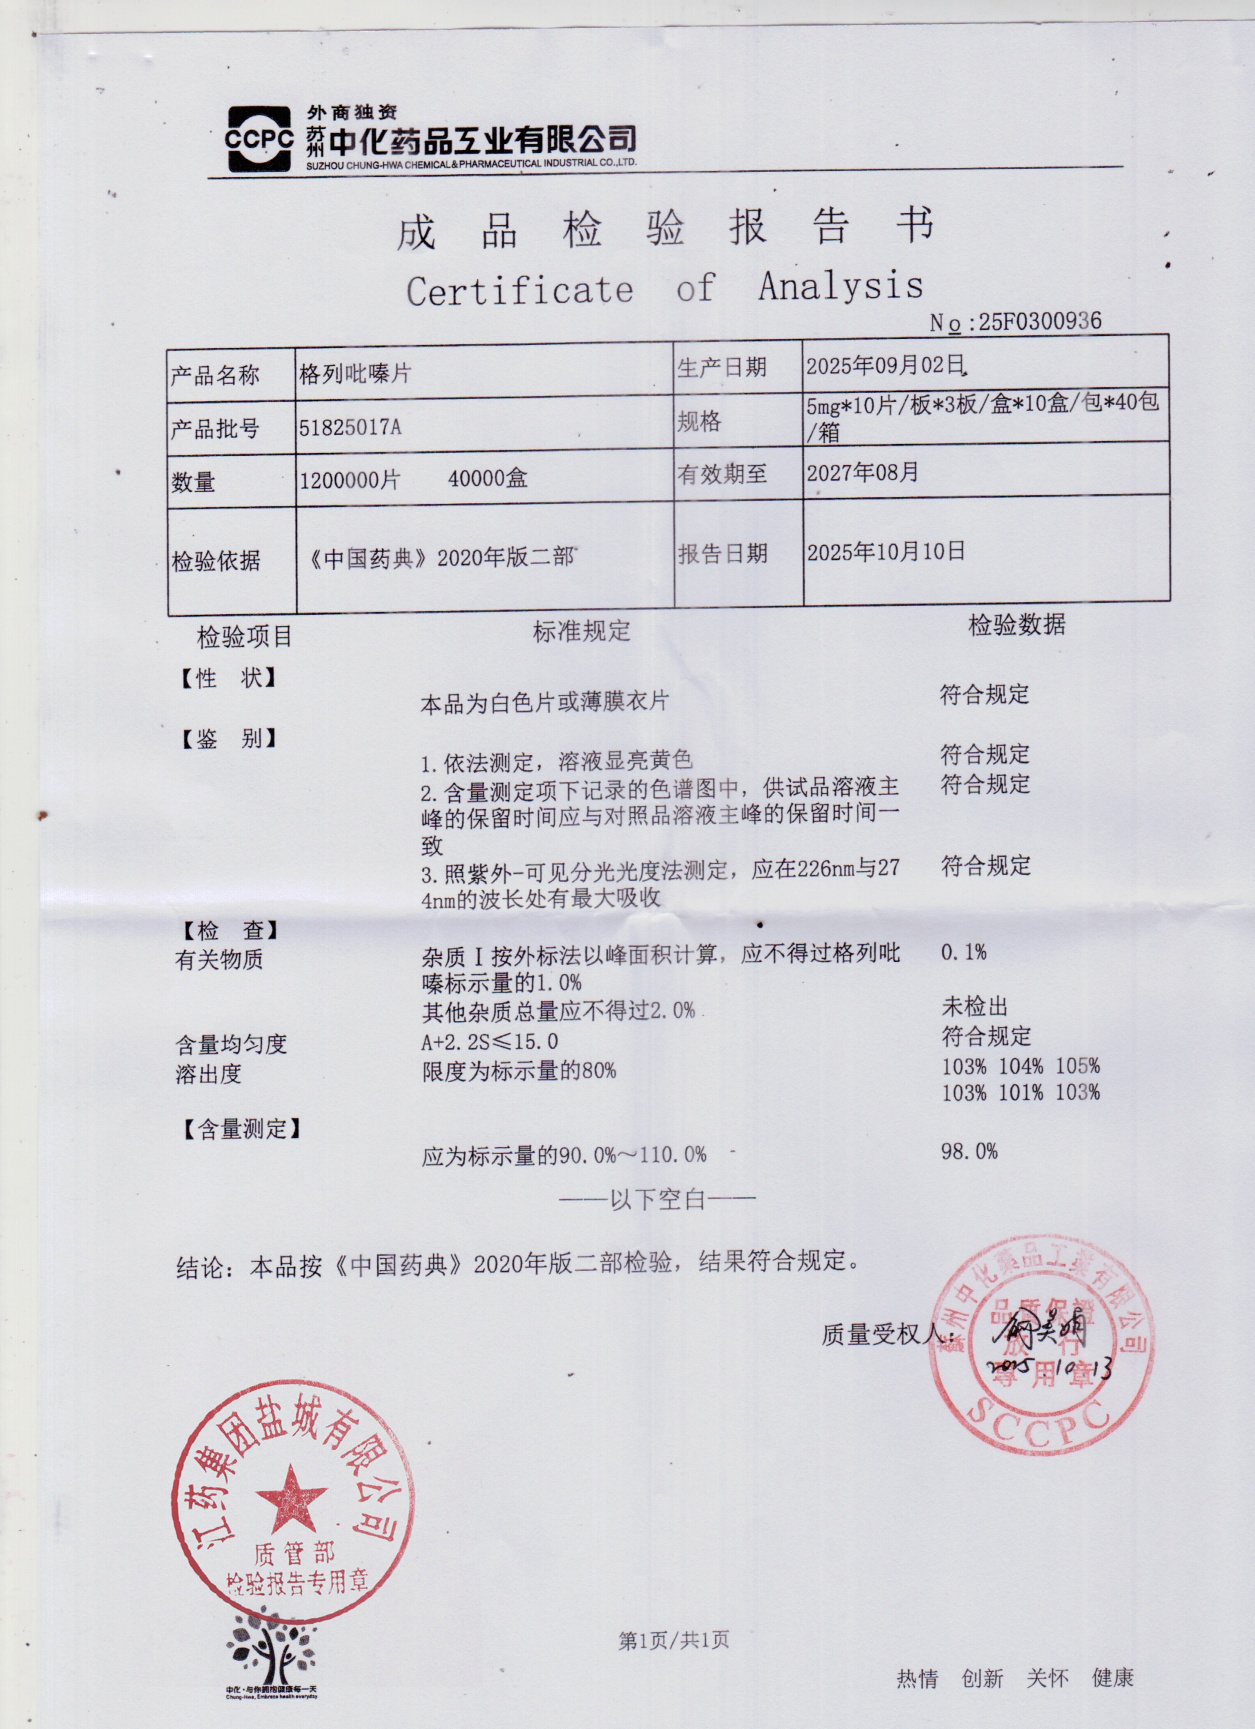 CCPC
外商独资
苏州中化药品工业有限公司
SUZHOU CHUNG-HWA CHEMICAL & PHARMACEUTICAL INDUSTRIAL CO.,LTD.
成品检验报告书
Certificate of Analysis
No:25F0300936
产品名称 格列吡嗪片 生产日期 2025年09月02日
产品批号 51825017A 规格 5mg*10片/板*3板/盒*10盒/包*40包
/箱
数量 1200000片 40000盒 有效期至 2027年08月
检验依据 《中国药典》2020年版二部 报告日期 2025年10月10日
检验项目 标准规定 检验数据
【性 状】
本品为白色片或薄膜衣片 符合规定
【鉴 别】
1.依法测定，溶液显亮黄色 符合规定
2.含量测定项下记录的色谱图中，供试品溶液主 符合规定
峰的保留时间应与对照品溶液主峰的保留时间一
致
3.照紫外-可见分光光度法测定，应在226nm与27 符合规定
4nm的波长处有最大吸收
【检 查】
有关物质 杂质Ⅰ按外标法以峰面积计算，应不得过格列吡 0.1%
嗪标示量的1.0%
其他杂质总量应不得过2.0% 未检出
含量均匀度 A+2.2S≤15.0 符合规定
溶出度 限度为标示量的80% 103% 104% 105%
103% 101% 103%
【含量测定】
应为标示量的90.0%～110.0% 98.0%
——以下空白——
结论：本品按《中国药典》2020年版二部检验，结果符合规定。
质量受权人：
2025.10.13
蘇州中化藥品工業有限公司
品質保證
放行
專用章
SCCPC
江药集团盐城有限公司
质管部
检验报告专用章
中化·与你拥抱健康每一天
Chung-Hwa, Embrace health everyday
第1页/共1页
热情 创新 关怀 健康